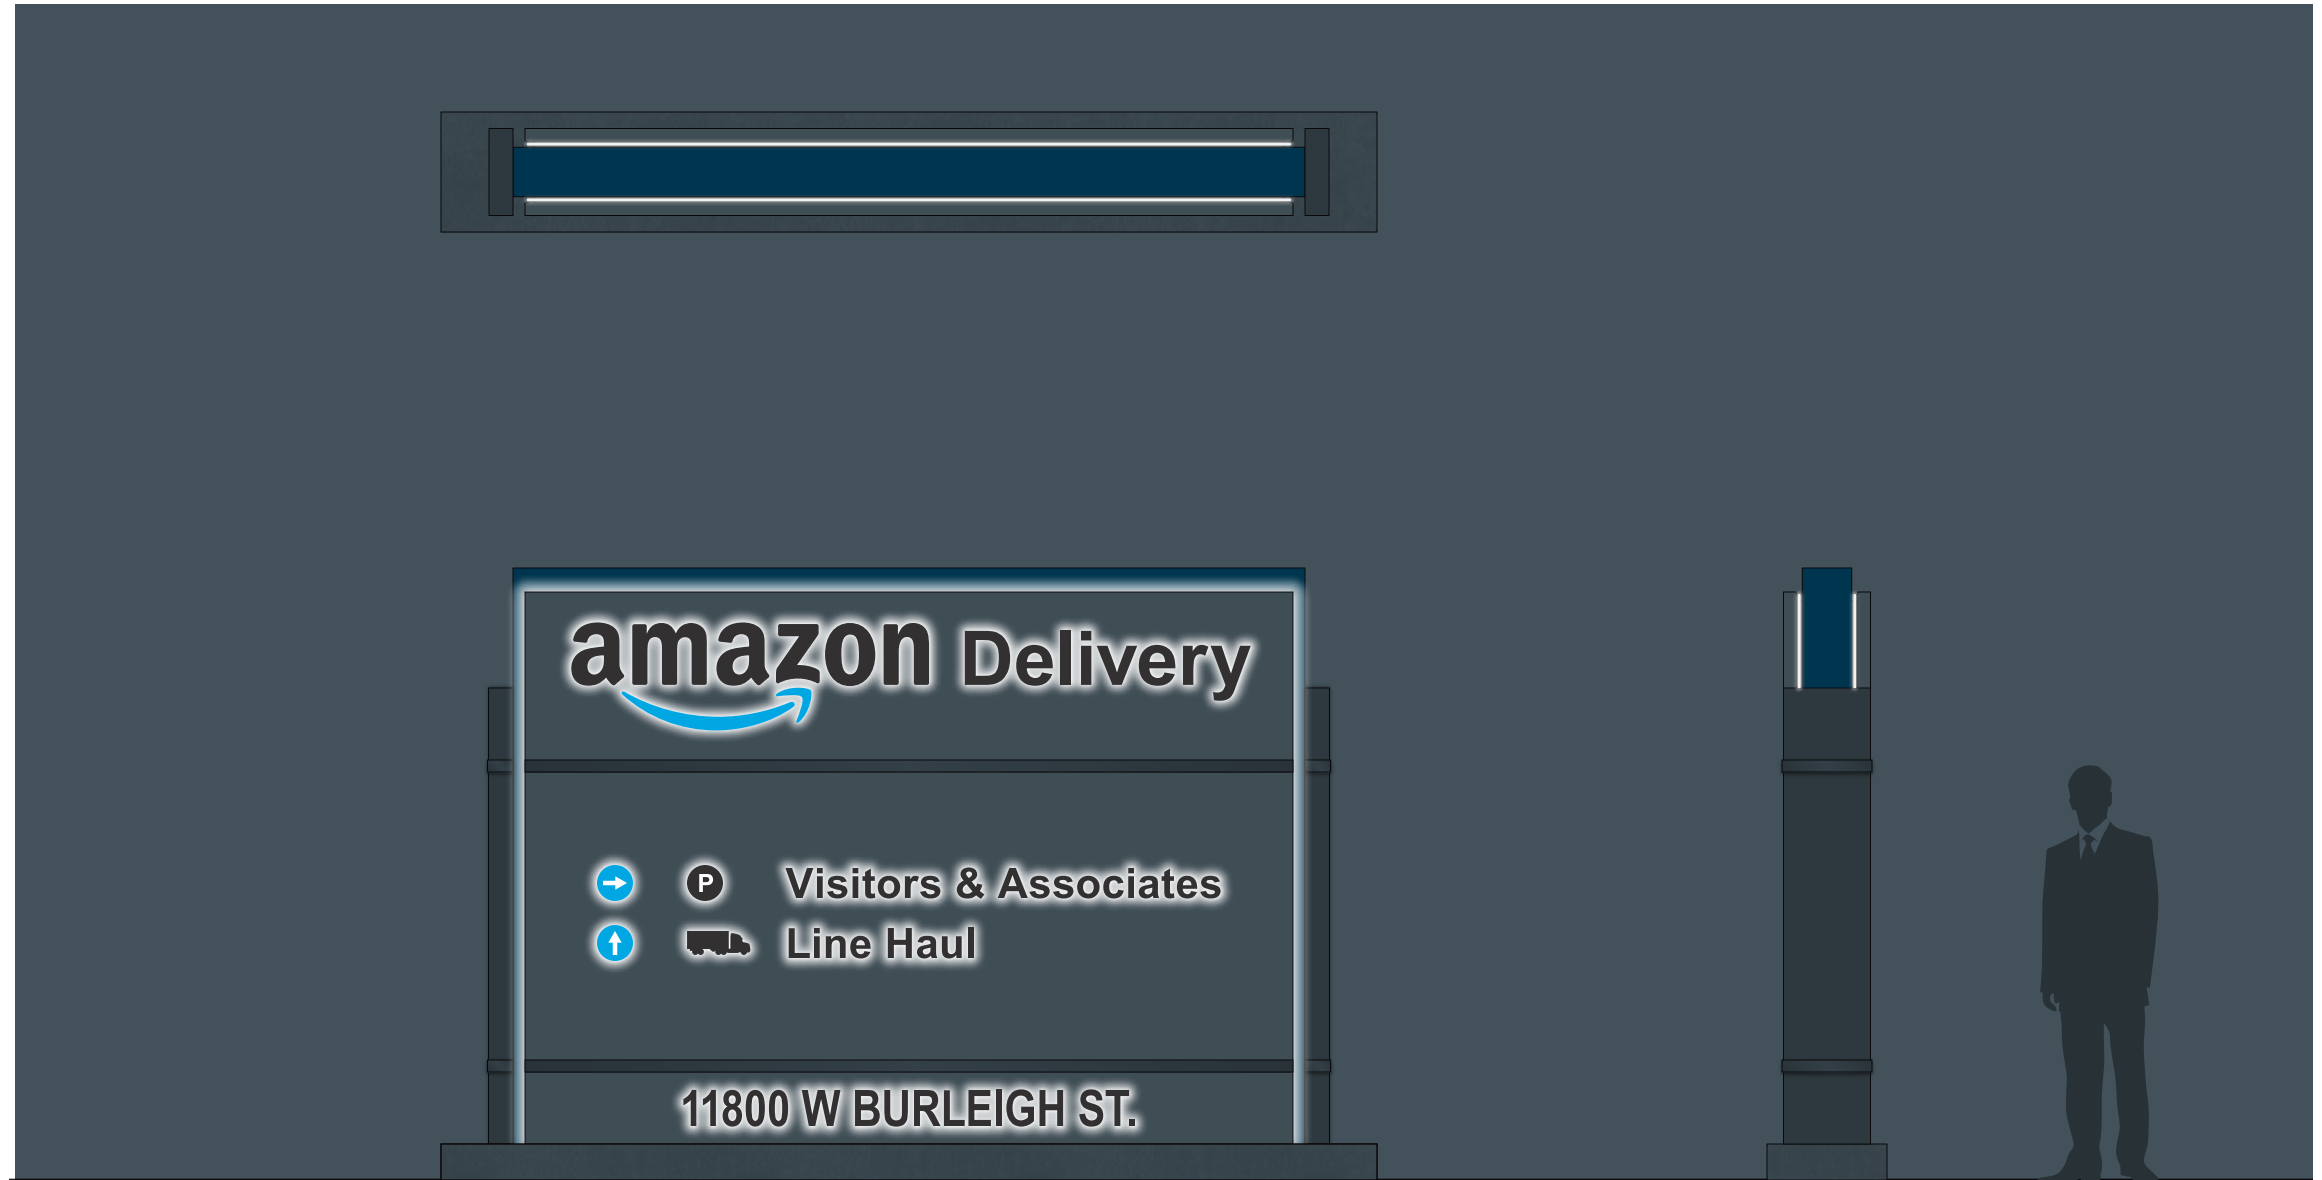 amazon Delivery
P Visitors & Associates
Line Haul
11800 W BURLEIGH ST.